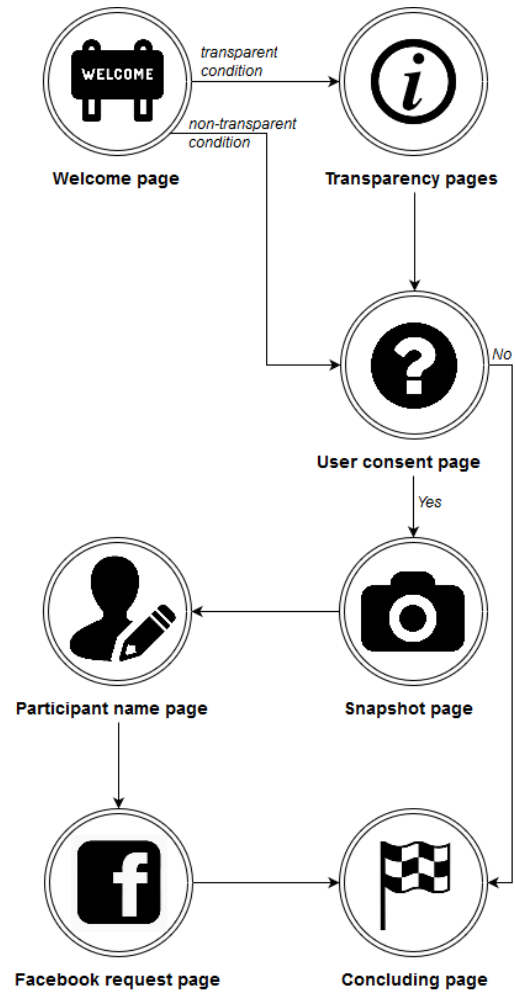 WELCOME
transparent
condition
non-transparent
condition
Welcome page
Transparency pages
No
User consent page
Yes
Participant name page
Snapshot page
f
Facebook request page
Concluding page